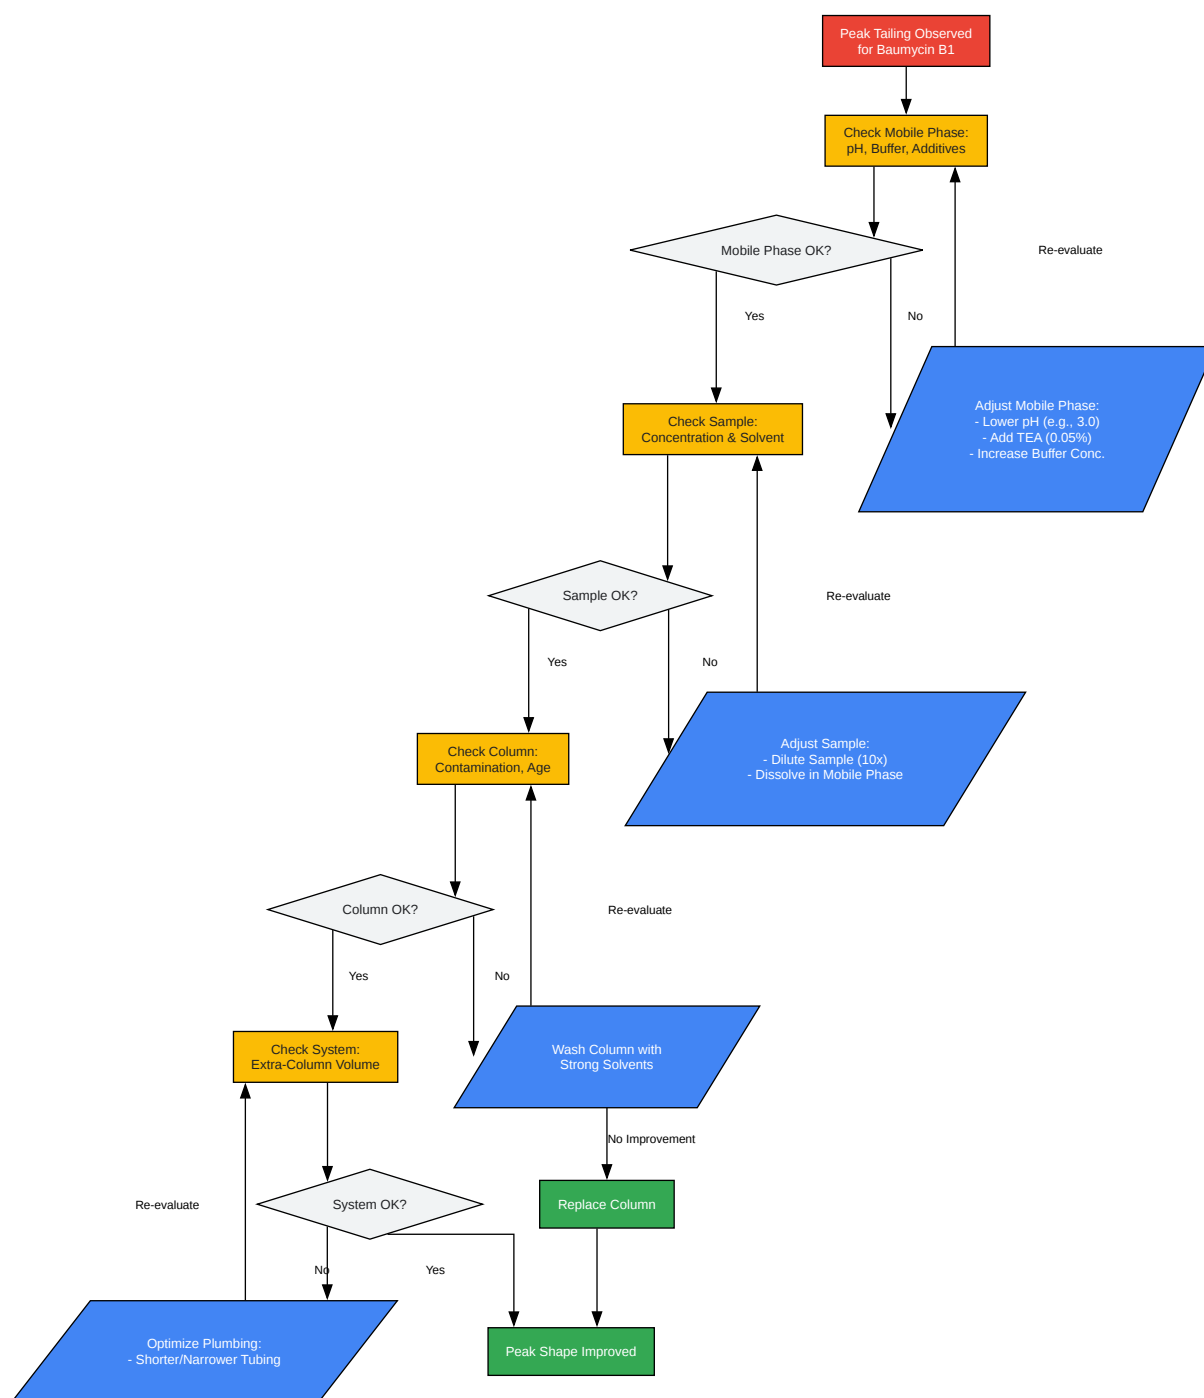 Peak Tailing Observed
for Baumycin B1
Check Mobile Phase:
pH, Buffer, Additives
Mobile Phase OK?
Re-evaluate
Yes
No
Adjust Mobile Phase:
- Lower pH (e.g., 3.0)
- Add TEA (0.05%)
- Increase Buffer Conc.
Check Sample:
Concentration & Solvent
Sample OK?
Re-evaluate
Yes
No
Adjust Sample:
- Dilute Sample (10x)
- Dissolve in Mobile Phase
Check Column:
Contamination, Age
Column OK?
Re-evaluate
Yes
No
Wash Column with
Strong Solvents
Check System:
Extra-Column Volume
No Improvement
Re-evaluate
System OK?
Replace Column
No
Yes
Optimize Plumbing:
- Shorter/Narrower Tubing
Peak Shape Improved